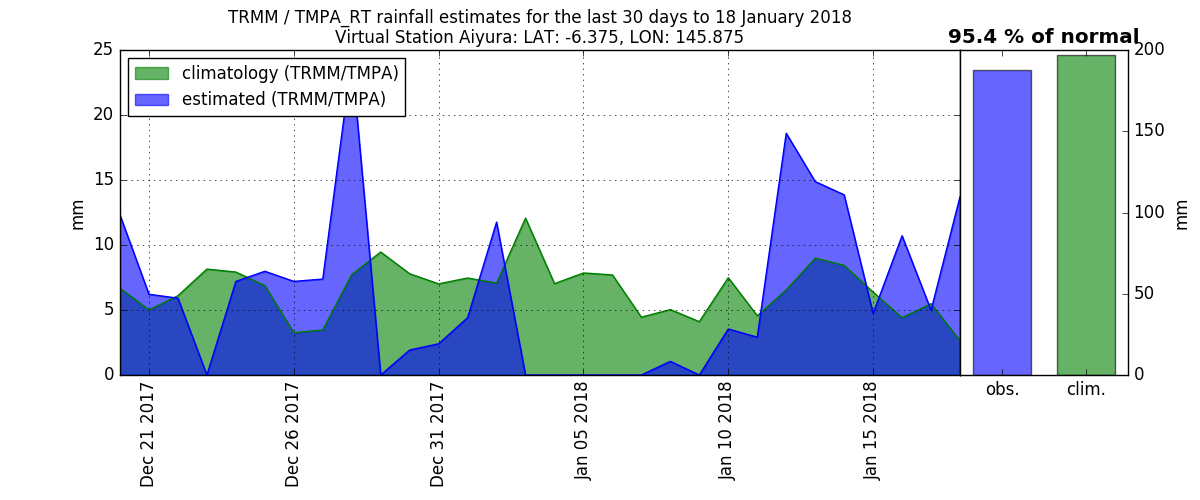 TRMM / TMPA_RT rainfall estimates for the last 30 days to 18 January 2018
Virtual Station Aiyura: LAT: -6.375, LON: 145.875
95.4 % of normal
climatology (TRMM/TMPA)
estimated (TRMM/TMPA)
25
20
15
10
5
0
mm
Dec 21 2017
Dec 26 2017
Dec 31 2017
Jan 05 2018
Jan 10 2018
Jan 15 2018
200
150
100
50
0
mm
obs.
clim.